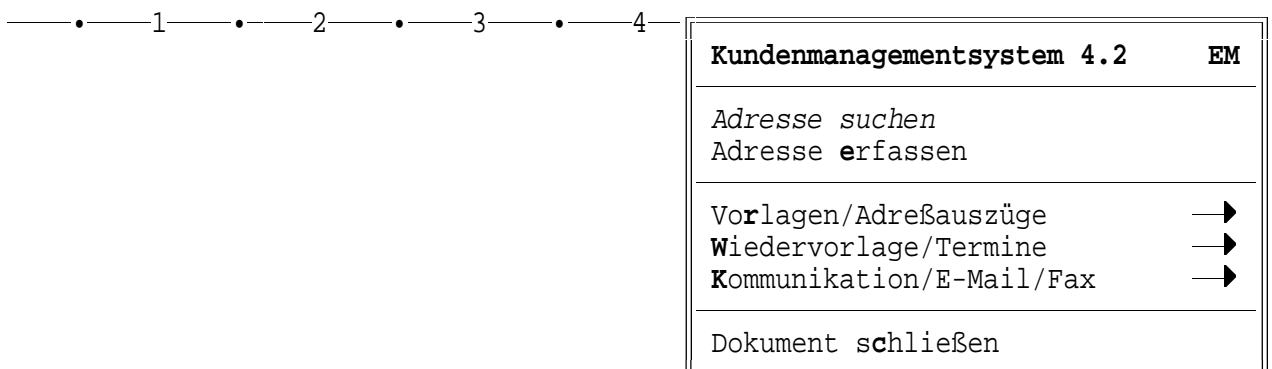 1 2 3 4
Kundenmanagementsystem 4.2 EM
Adresse suchen
Adresse erfassen
Vorlagen/Adreßauszüge
Wiedervorlage/Termine
Kommunikation/E-Mail/Fax
Dokument schließen